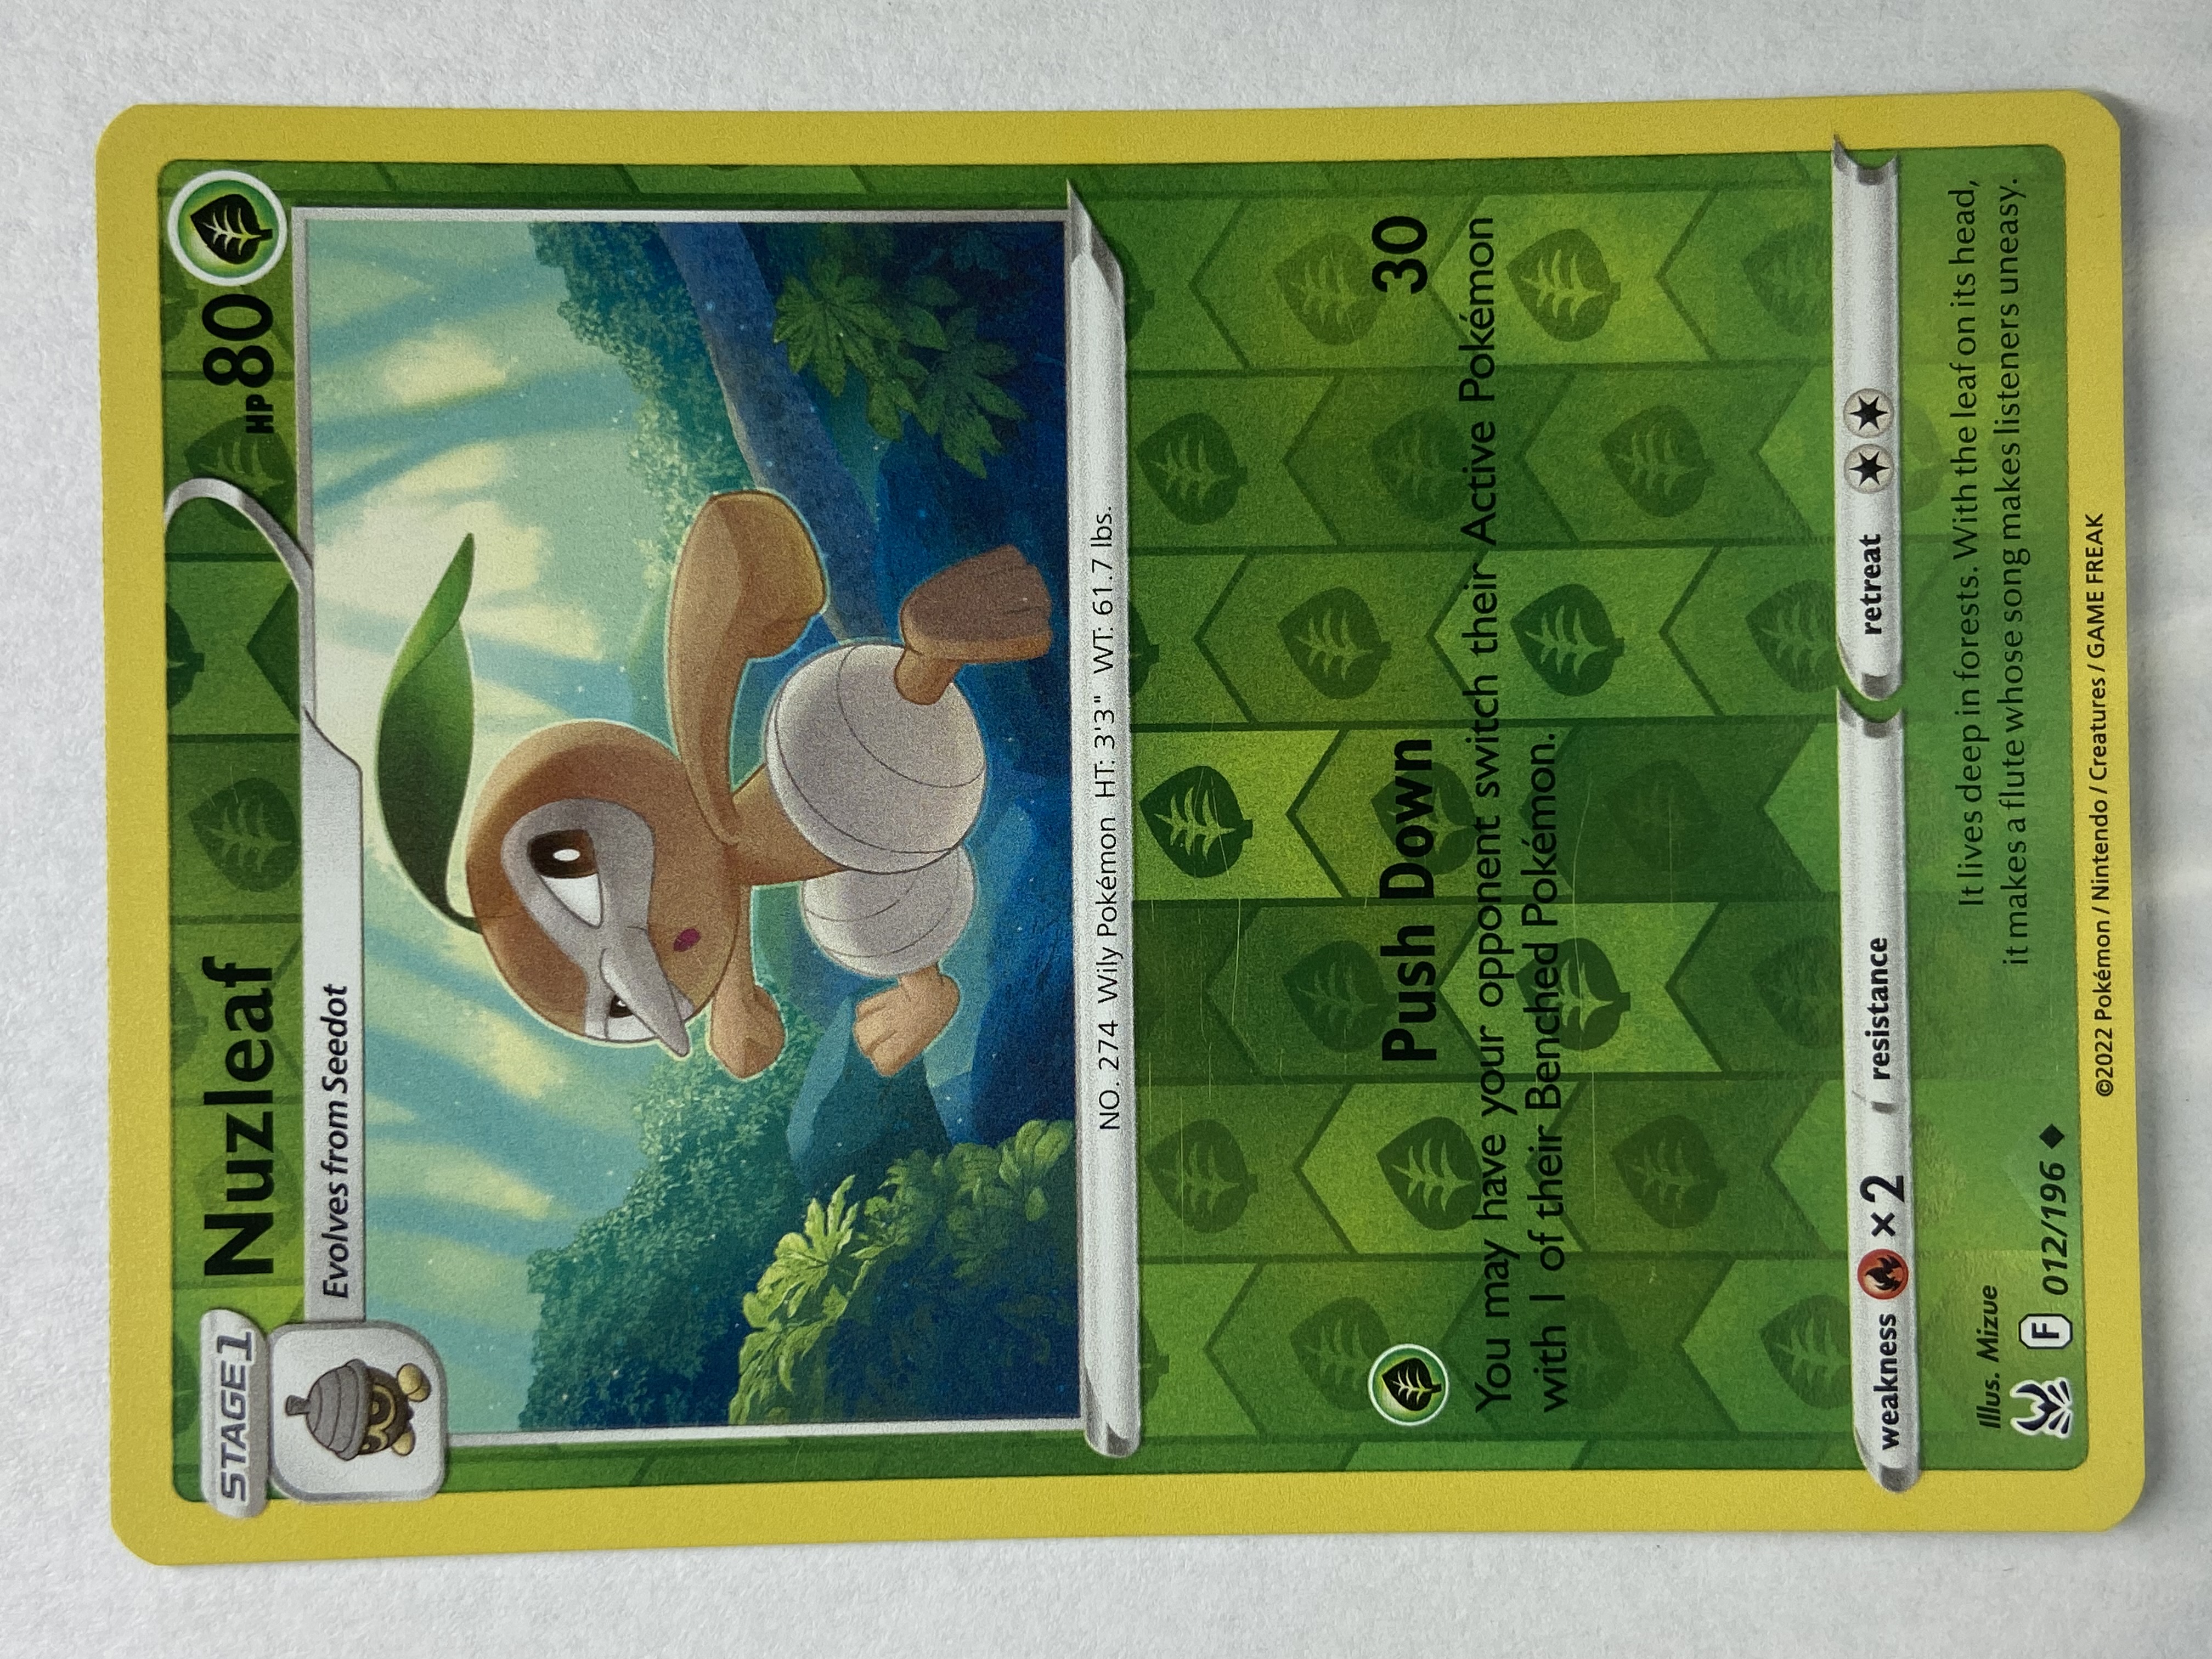 STAGE 1 Nuzleaf HP 80
Evolves from Seedot
NO. 274 Wily Pokémon HT: 3'3" WT: 61.7 lbs.
Push Down 30
You may have your opponent switch their Active Pokémon
with 1 of their Benched Pokémon.
weakness ×2 resistance retreat
It lives deep in forests. With the leaf on its head,
it makes a flute whose song makes listeners uneasy.
Illus. Mizue
F 012/196
©2022 Pokémon / Nintendo / Creatures / GAME FREAK